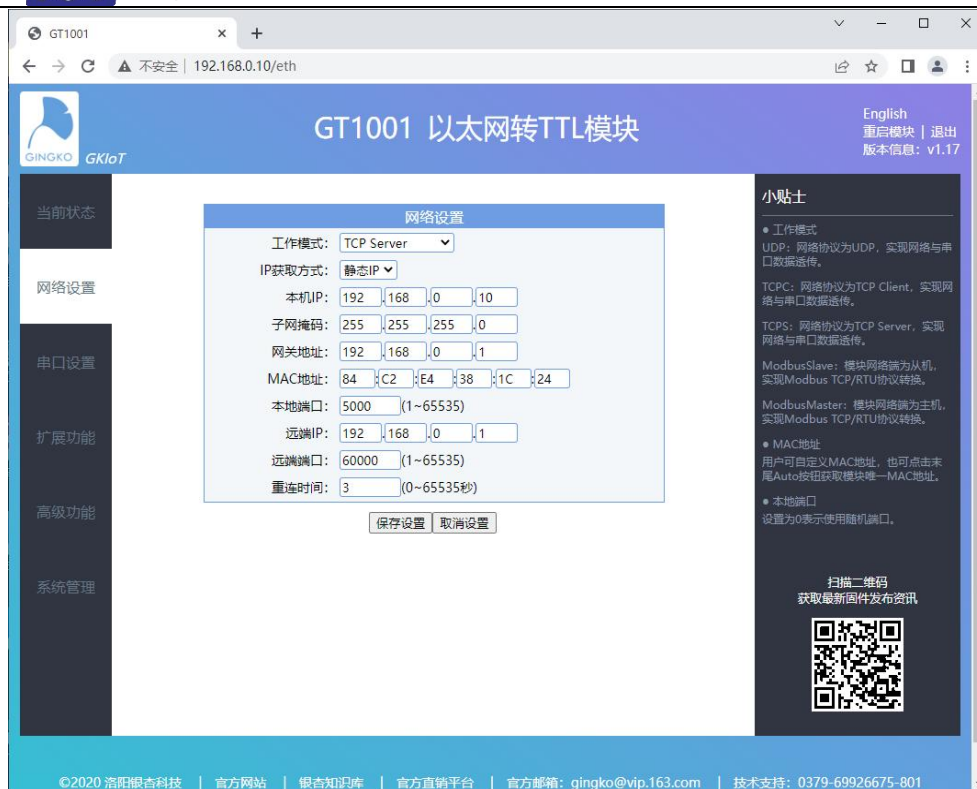 GT1001
不安全 | 192.168.0.10/eth
GINGKO GKIoT
GT1001 以太网转TTL模块
English
重启模块 | 退出
版本信息：v1.17
当前状态
网络设置
串口设置
扩展功能
高级功能
系统管理
网络设置
工作模式: TCP Server
IP获取方式: 静态IP
本机IP: 192 .168 .0 .10
子网掩码: 255 .255 .255 .0
网关地址: 192 .168 .0 .1
MAC地址: 84 :C2 :E4 :38 :1C :24
本地端口: 5000 (1~65535)
远端IP: 192 .168 .0 .1
远端端口: 60000 (1~65535)
重连时间: 3 (0~65535秒)
保存设置 取消设置
小贴士
● 工作模式
UDP：网络协议为UDP，实现网络与串
口数据透传。
TCPC：网络协议为TCP Client，实现网
络与串口数据透传。
TCPS：网络协议为TCP Server，实现
网络与串口数据透传。
ModbusSlave：模块网络端为从机，
实现Modbus TCP/RTU协议转换。
ModbusMaster：模块网络端为主机，
实现Modbus TCP/RTU协议转换。
● MAC地址
用户可自定义MAC地址，也可点击末
尾Auto按钮获取模块唯一MAC地址。
● 本地端口
设置为0表示使用随机端口。
扫描二维码
获取最新固件发布资讯
©2020 洛阳银杏科技 | 官方网站 | 银杏知识库 | 官方直销平台 | 官方邮箱：gingko@vip.163.com | 技术支持：0379-69926675-801